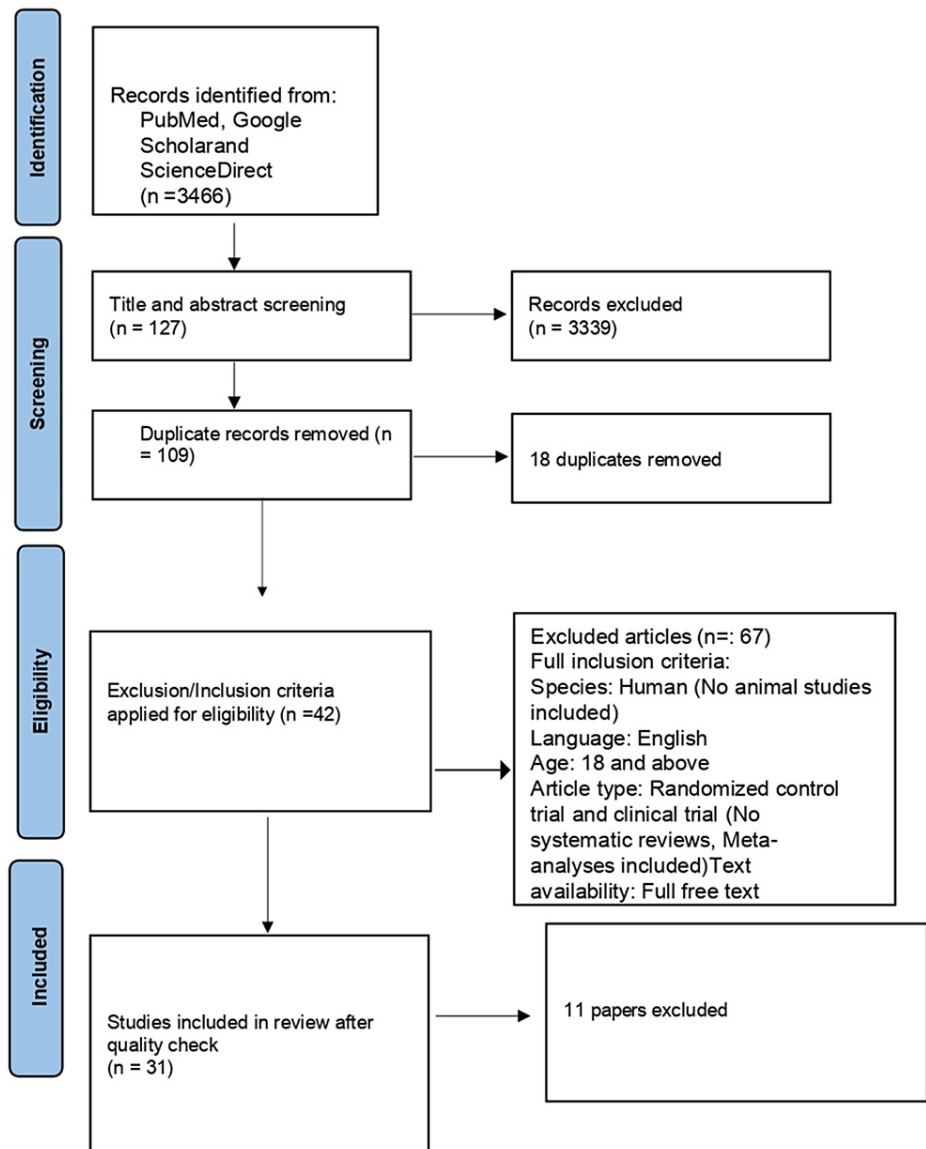 Identification
Records identified from:
PubMed, Google
Scholarand
ScienceDirect
(n =3466)
Screening
Title and abstract screening
(n = 127)
Records excluded
(n = 3339)
Duplicate records removed (n
= 109)
18 duplicates removed
Eligibility
Exclusion/Inclusion criteria
applied for eligibility (n =42)
Excluded articles (n=: 67)
Full inclusion criteria:
Species: Human (No animal studies
included)
Language: English
Age: 18 and above
Article type: Randomized control
trial and clinical trial (No
systematic reviews, Meta-
analyses included)Text
availability: Full free text
Included
Studies included in review after
quality check
(n = 31)
11 papers excluded